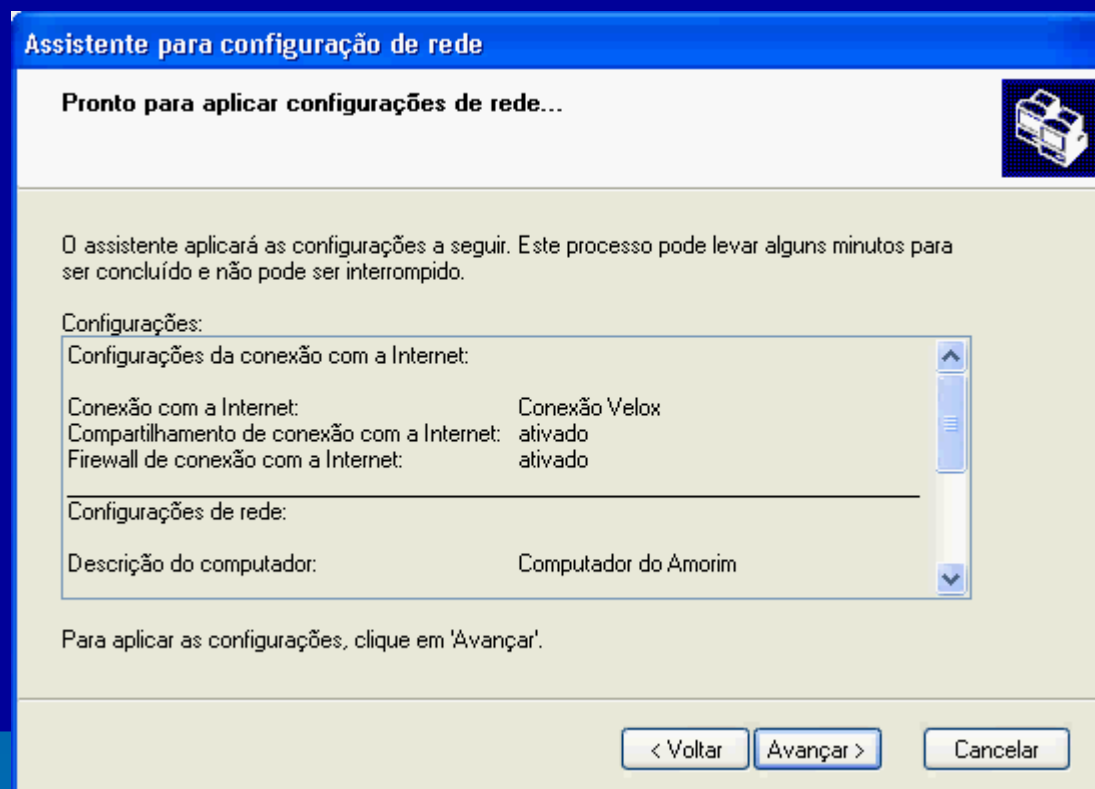 Assistente para configuração de rede
Pronto para aplicar configurações de rede...
O assistente aplicará as configurações a seguir. Este processo pode levar alguns minutos para
ser concluído e não pode ser interrompido.
Configurações:
Configurações da conexão com a Internet:
Conexão com a Internet: Conexão Velox
Compartilhamento de conexão com a Internet: ativado
Firewall de conexão com a Internet: ativado
Configurações de rede:
Descrição do computador: Computador do Amorim
Para aplicar as configurações, clique em 'Avançar'.
< Voltar Avançar > Cancelar